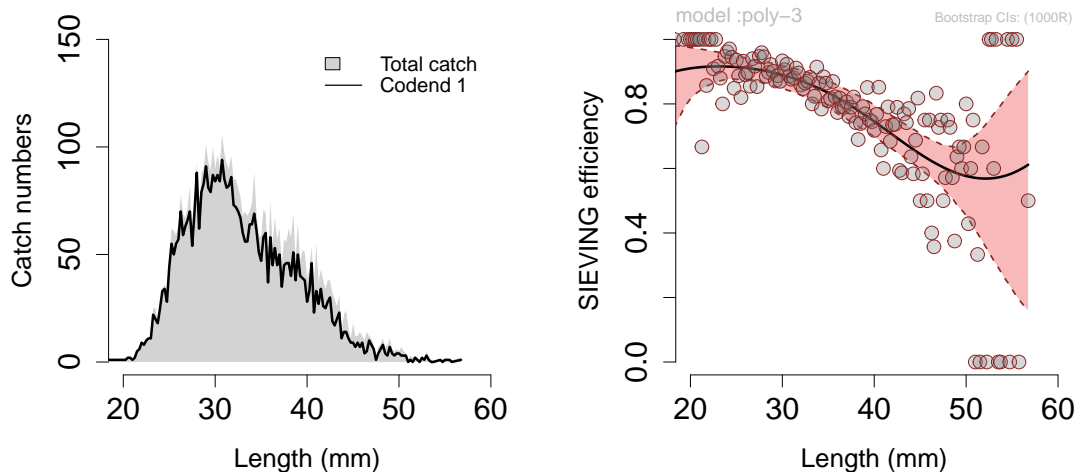 150
100
50
0
Catch numbers
Total catch
Codend 1
20 30 40 50 60
Length (mm)
model :poly−3
Bootstrap CIs: (1000R)
0.8
0.4
0.0
SIEVING efficiency
20 30 40 50 60
Length (mm)